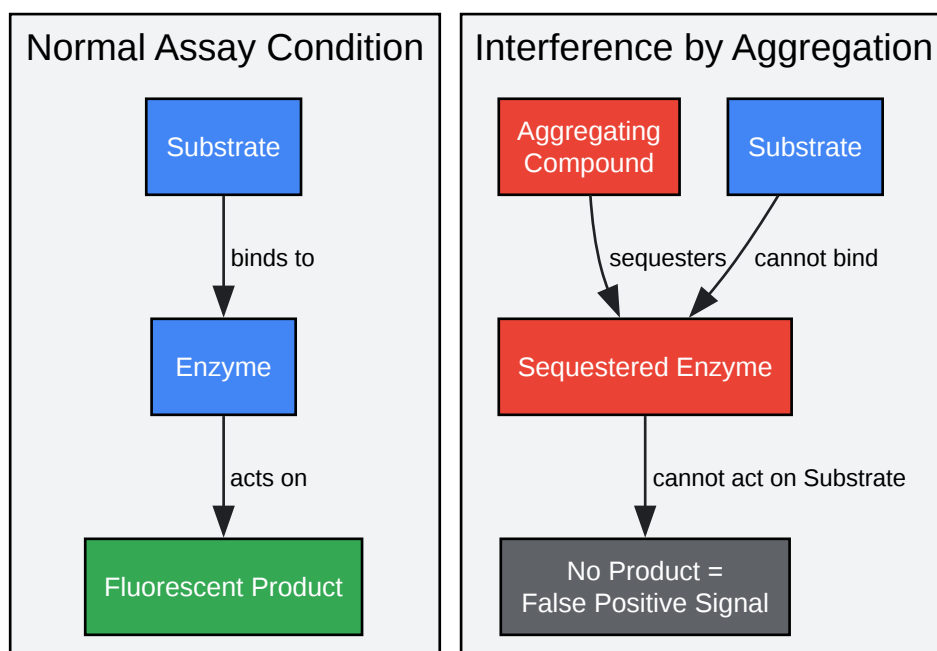 Normal Assay Condition
Substrate
binds to
Enzyme
acts on
Fluorescent Product
Interference by Aggregation
Aggregating
Compound
Substrate
sequesters
cannot bind
Sequestered Enzyme
cannot act on Substrate
No Product =
False Positive Signal